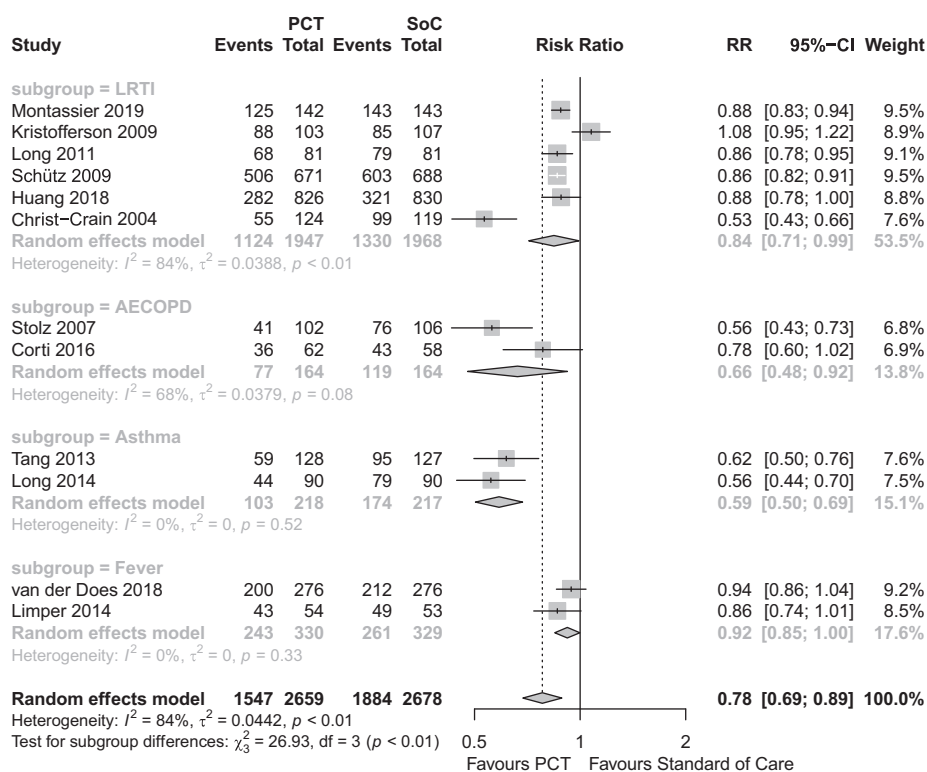 PCT SoC
Study Events Total Events Total Risk Ratio RR 95%−CI Weight
subgroup = LRTI
Montassier 2019 125 142 143 143 0.88 [0.83; 0.94] 9.5%
Kristofferson 2009 88 103 85 107 1.08 [0.95; 1.22] 8.9%
Long 2011 68 81 79 81 0.86 [0.78; 0.95] 9.1%
Schütz 2009 506 671 603 688 0.86 [0.82; 0.91] 9.5%
Huang 2018 282 826 321 830 0.88 [0.78; 1.00] 8.8%
Christ−Crain 2004 55 124 99 119 0.53 [0.43; 0.66] 7.6%
Random effects model 1124 1947 1330 1968 0.84 [0.71; 0.99] 53.5%
Heterogeneity: I² = 84%, τ² = 0.0388, p < 0.01
subgroup = AECOPD
Stolz 2007 41 102 76 106 0.56 [0.43; 0.73] 6.8%
Corti 2016 36 62 43 58 0.78 [0.60; 1.02] 6.9%
Random effects model 77 164 119 164 0.66 [0.48; 0.92] 13.8%
Heterogeneity: I² = 68%, τ² = 0.0379, p = 0.08
subgroup = Asthma
Tang 2013 59 128 95 127 0.62 [0.50; 0.76] 7.6%
Long 2014 44 90 79 90 0.56 [0.44; 0.70] 7.5%
Random effects model 103 218 174 217 0.59 [0.50; 0.69] 15.1%
Heterogeneity: I² = 0%, τ² = 0, p = 0.52
subgroup = Fever
van der Does 2018 200 276 212 276 0.94 [0.86; 1.04] 9.2%
Limper 2014 43 54 49 53 0.86 [0.74; 1.01] 8.5%
Random effects model 243 330 261 329 0.92 [0.85; 1.00] 17.6%
Heterogeneity: I² = 0%, τ² = 0, p = 0.33
Random effects model 1547 2659 1884 2678 0.78 [0.69; 0.89] 100.0%
Heterogeneity: I² = 84%, τ² = 0.0442, p < 0.01
Test for subgroup differences: χ²₃ = 26.93, df = 3 (p < 0.01) 0.5 1 2
Favours PCT Favours Standard of Care